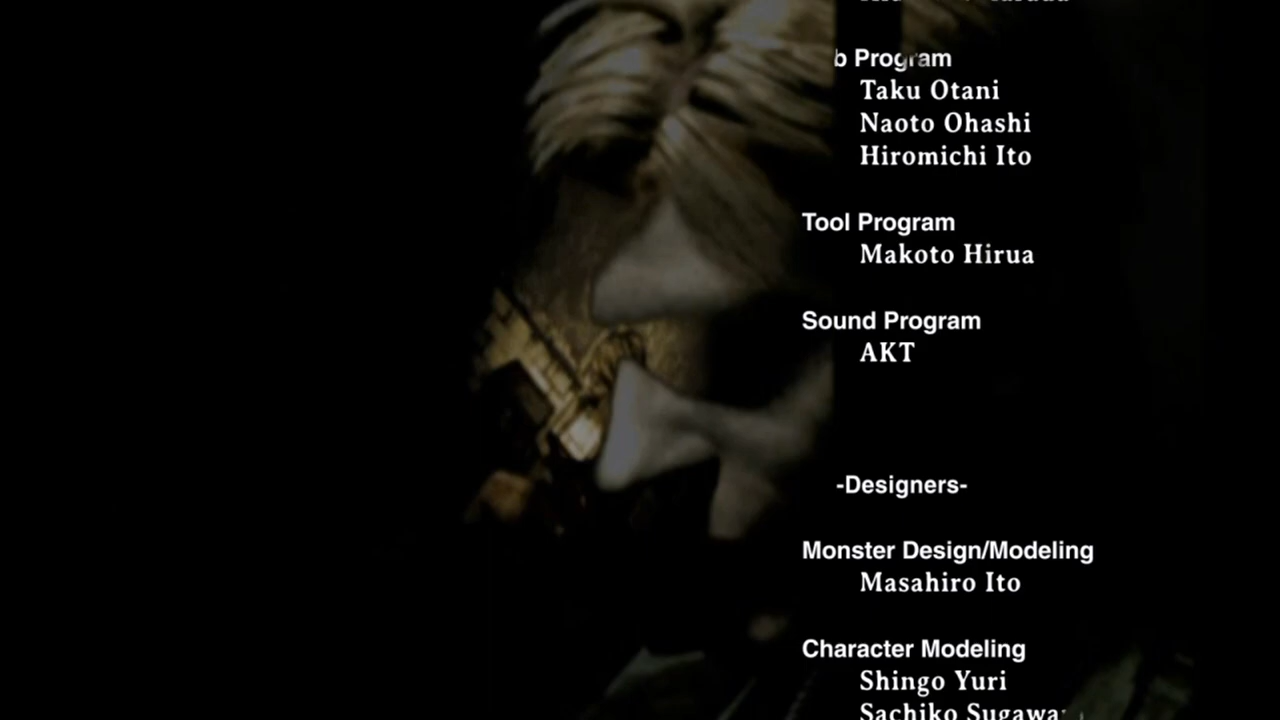 b Program
Taku Otani
Naoto Ohashi
Hiromichi Ito
Tool Program
Makoto Hirua
Sound Program
AKT
-Designers-
Monster Design/Modeling
Masahiro Ito
Character Modeling
Shingo Yuri
Sachiko